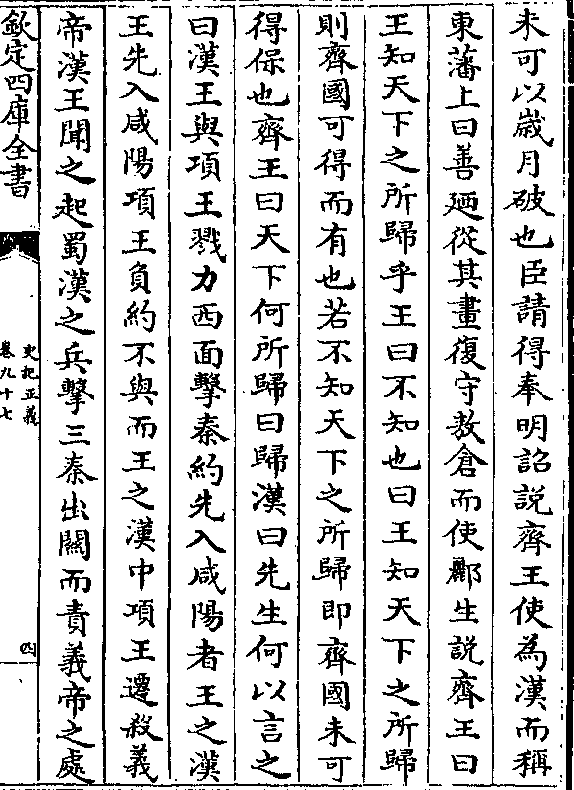 未可以嵗月破也臣請得奉明詔説齊王使為漢而稱
東藩上曰善廼從其畫復守敖倉而使酈生説齊王曰
王知天下之所歸乎王曰不知也曰王知天下之所歸
則齊國可得而有也若不知天下之所歸即齊國未可
得保也齊王曰天下何所歸曰歸漢曰先生何以言之
曰漢王與項王戮力西面擊秦約先入咸陽者王之漢
王先入咸陽項王負約不與而王之漢中項王遷殺義
帝漢王聞之起蜀漢之兵擊三秦出關而責義帝之處
欽定四庫全書
史記正義
卷九十七
四